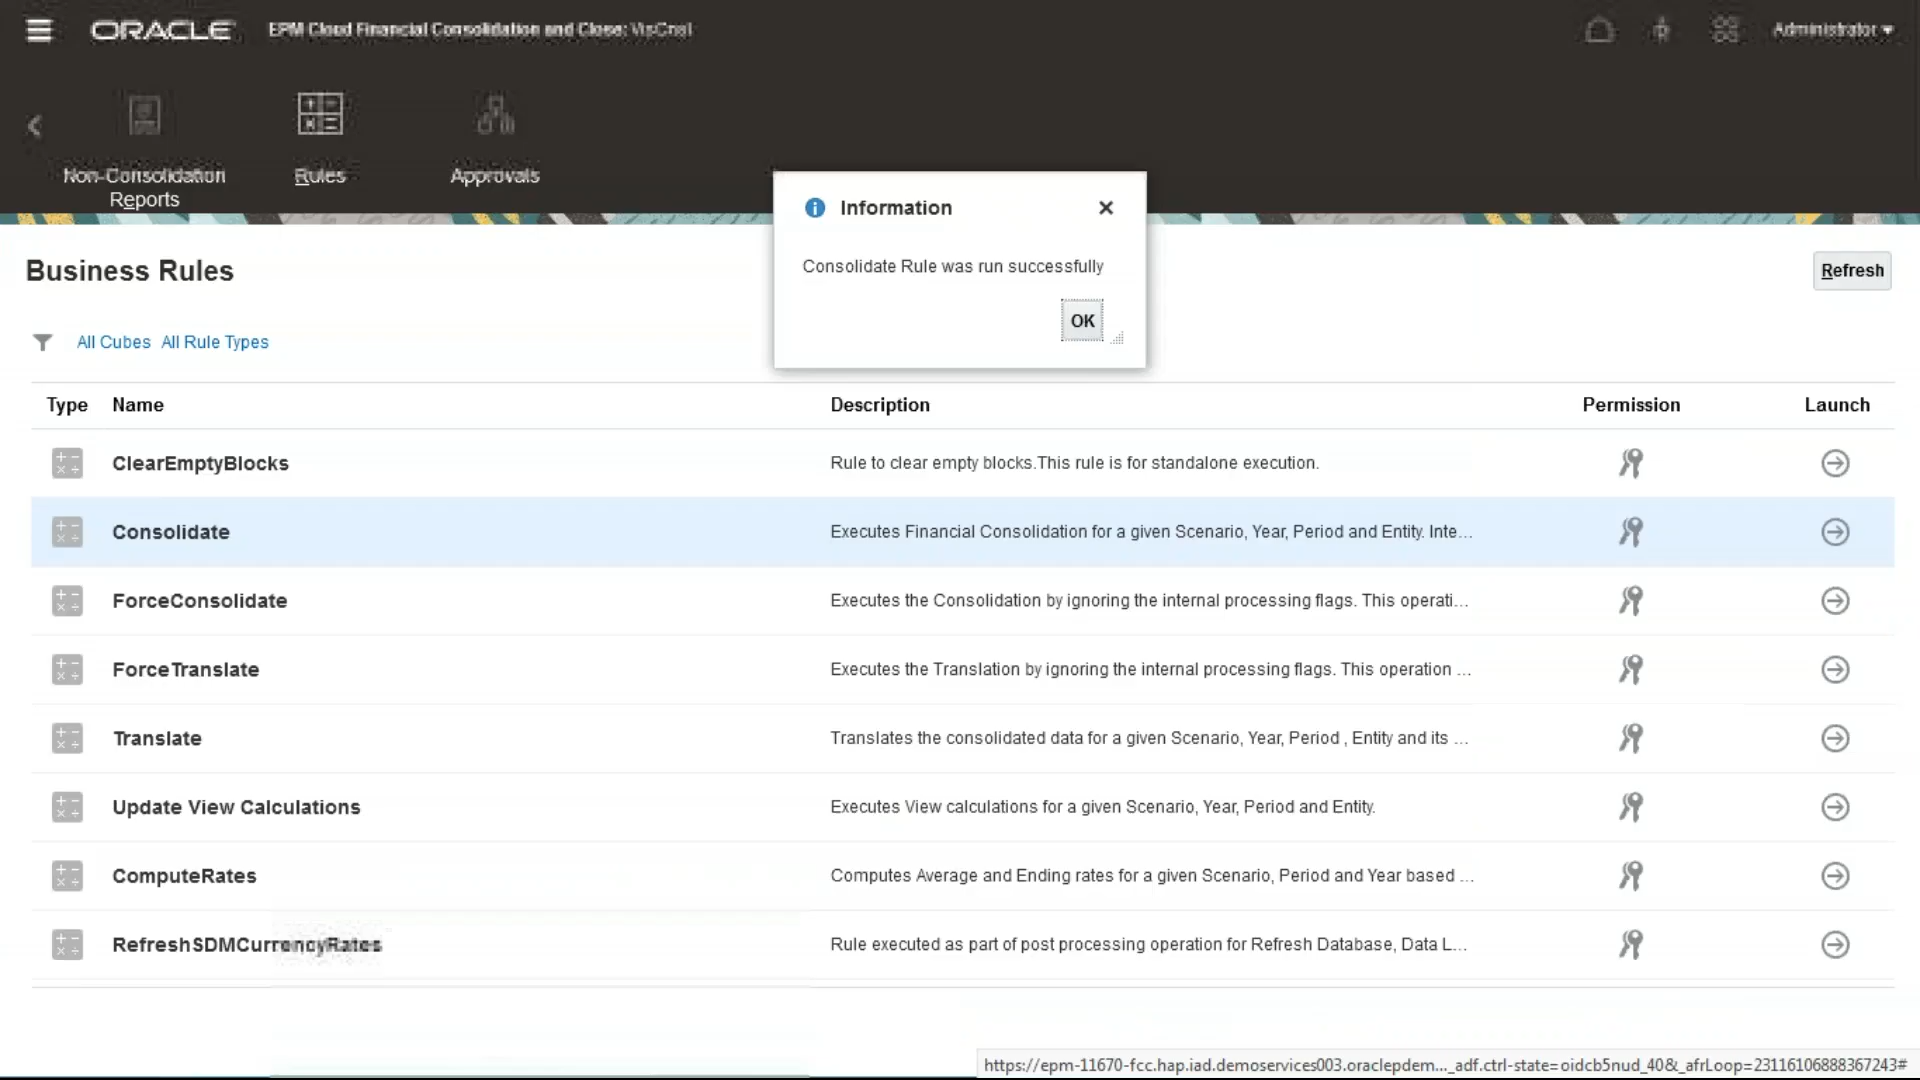 ORACLE EPM Cloud Financial Consolidation and Close: VisCnsl Administrator
Non-Consolidation
Reports
Rules
Approvals
Information
Consolidate Rule was run successfully
OK
Business Rules
Refresh
All Cubes All Rule Types
Type Name Description Permission Launch
ClearEmptyBlocks Rule to clear empty blocks.This rule is for standalone execution.
Consolidate Executes Financial Consolidation for a given Scenario, Year, Period and Entity. Inte...
ForceConsolidate Executes the Consolidation by ignoring the internal processing flags. This operati...
ForceTranslate Executes the Translation by ignoring the internal processing flags. This operation ...
Translate Translates the consolidated data for a given Scenario, Year, Period , Entity and its ...
Update View Calculations Executes View calculations for a given Scenario, Year, Period and Entity.
ComputeRates Computes Average and Ending rates for a given Scenario, Period and Year based ...
RefreshSDMCurrencyRates Rule executed as part of post processing operation for Refresh Database, Data L...
https://epm-11670-fcc.hap.iad.demoservices003.oraclepdem..._adf.ctrl-state=oidcb5nud_40&_afrLoop=23116106888367243#